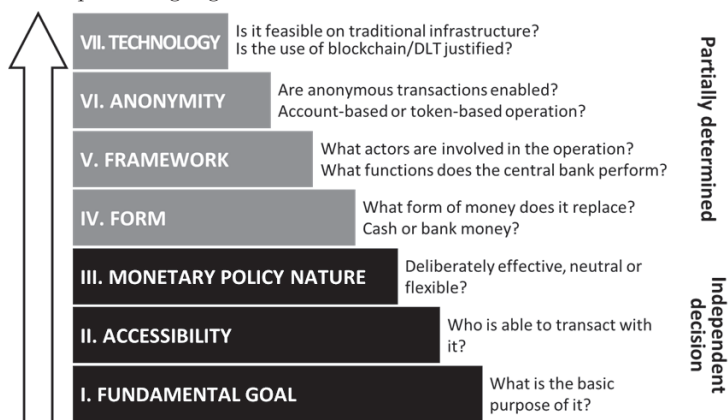 VII. TECHNOLOGY
Is it feasible on traditional infrastructure?
Is the use of blockchain/DLT justified?
VI. ANONYMITY
Are anonymous transactions enabled?
Account-based or token-based operation?
V. FRAMEWORK
What actors are involved in the operation?
What functions does the central bank perform?
IV. FORM
What form of money does it replace?
Cash or bank money?
Partially determined
III. MONETARY POLICY NATURE
Deliberately effective, neutral or
flexible?
II. ACCESSIBILITY
Who is able to transact with
it?
I. FUNDAMENTAL GOAL
What is the basic
purpose of it?
Independent
decision